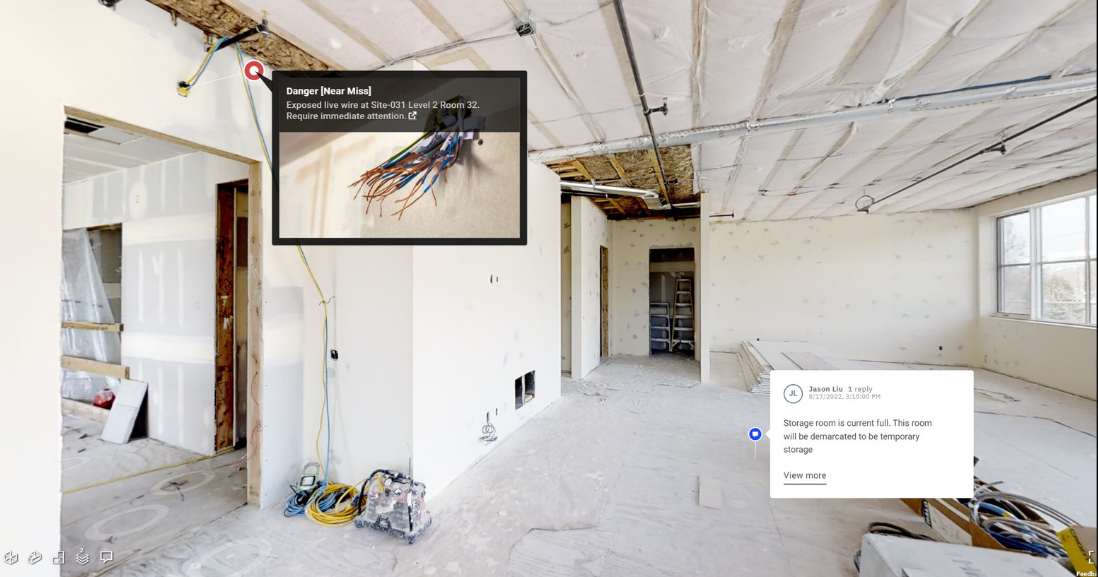 Danger [Near Miss]
Exposed live wire at Site-031 Level 2 Room 32.
Require immediate attention.
JL
Jason Liu 1 reply
8/17/2022, 3:15:00 PM
Storage room is current full. This room
will be demarcated to be temporary
storage
View more
2